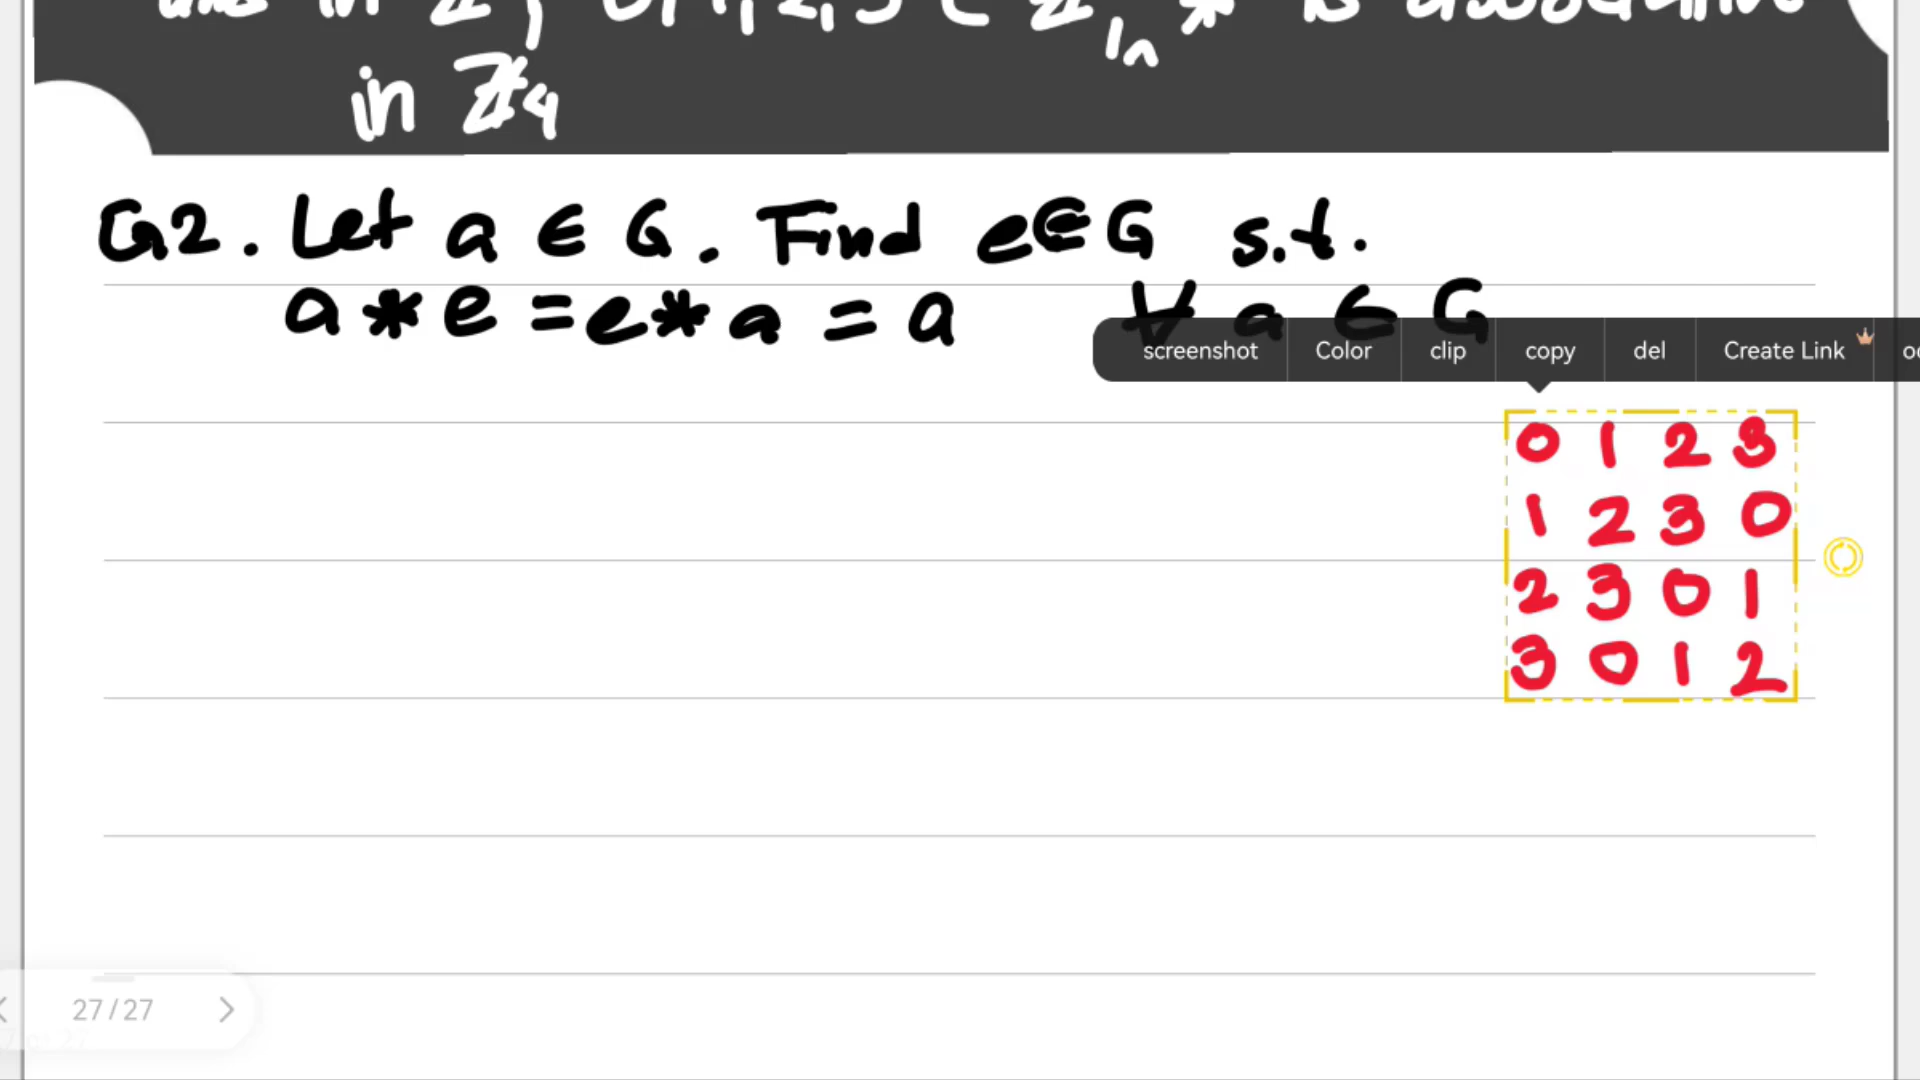 in Z4
G2. Let a ∈ G. Find e∈G s.t.
a * e = e * a = a ∀ a ∈ G
screenshot Color clip copy del Create Link
0 1 2 3
1 2 3 0
2 3 0 1
3 0 1 2
27/27